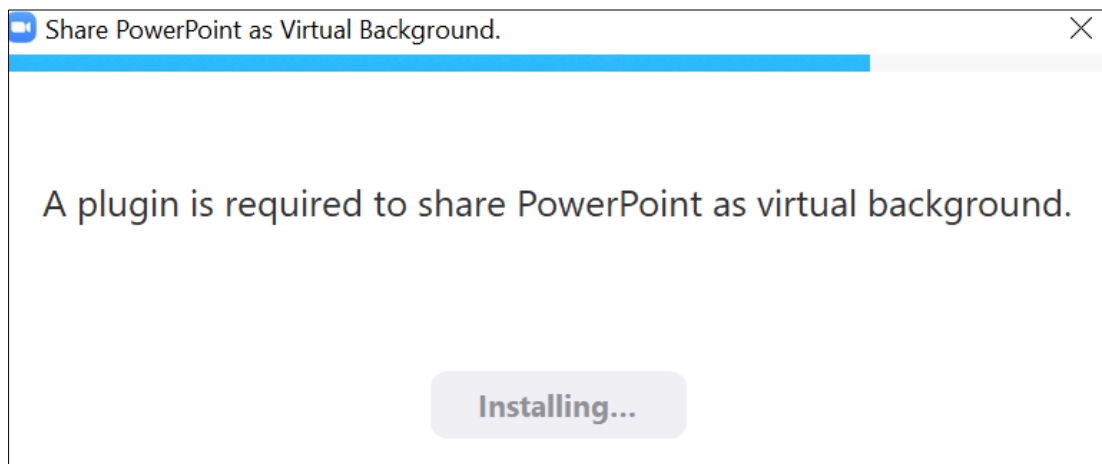 Share PowerPoint as Virtual Background.
A plugin is required to share PowerPoint as virtual background.
Installing...